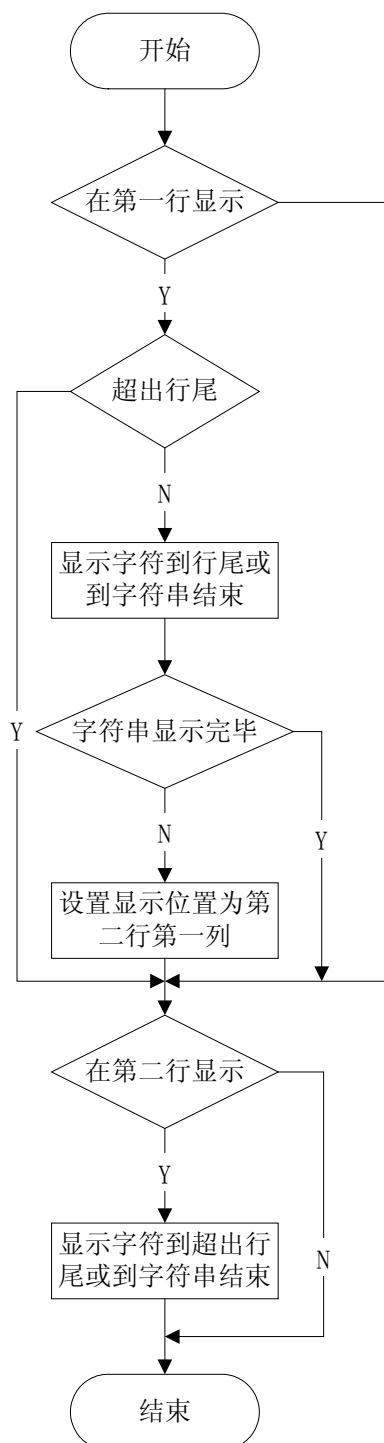 开始
在第一行显示
Y
超出行尾
N
显示字符到行尾或
到字符串结束
字符串显示完毕
Y
N
Y
设置显示位置为第
二行第一列
在第二行显示
Y
显示字符到超出行
尾或到字符串结束
N
结束